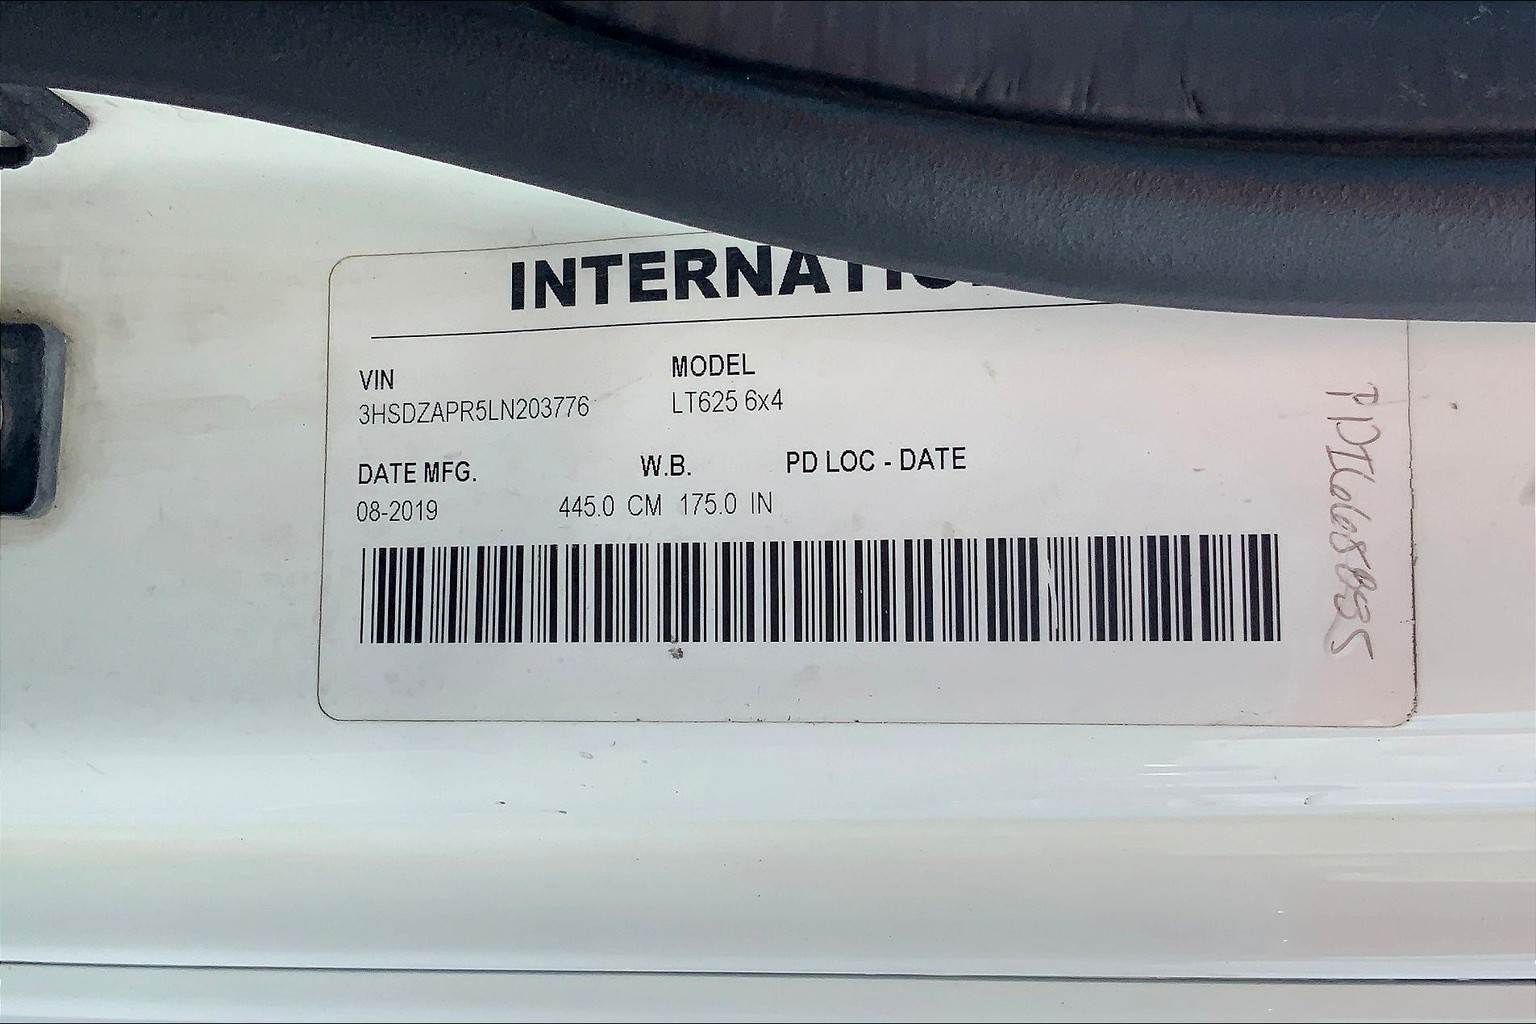 INTERNATIO
VIN MODEL
3HSDZAPR5LN203776 LT625 6x4
DATE MFG. W.B. PD LOC - DATE
08-2019 445.0 CM 175.0 IN